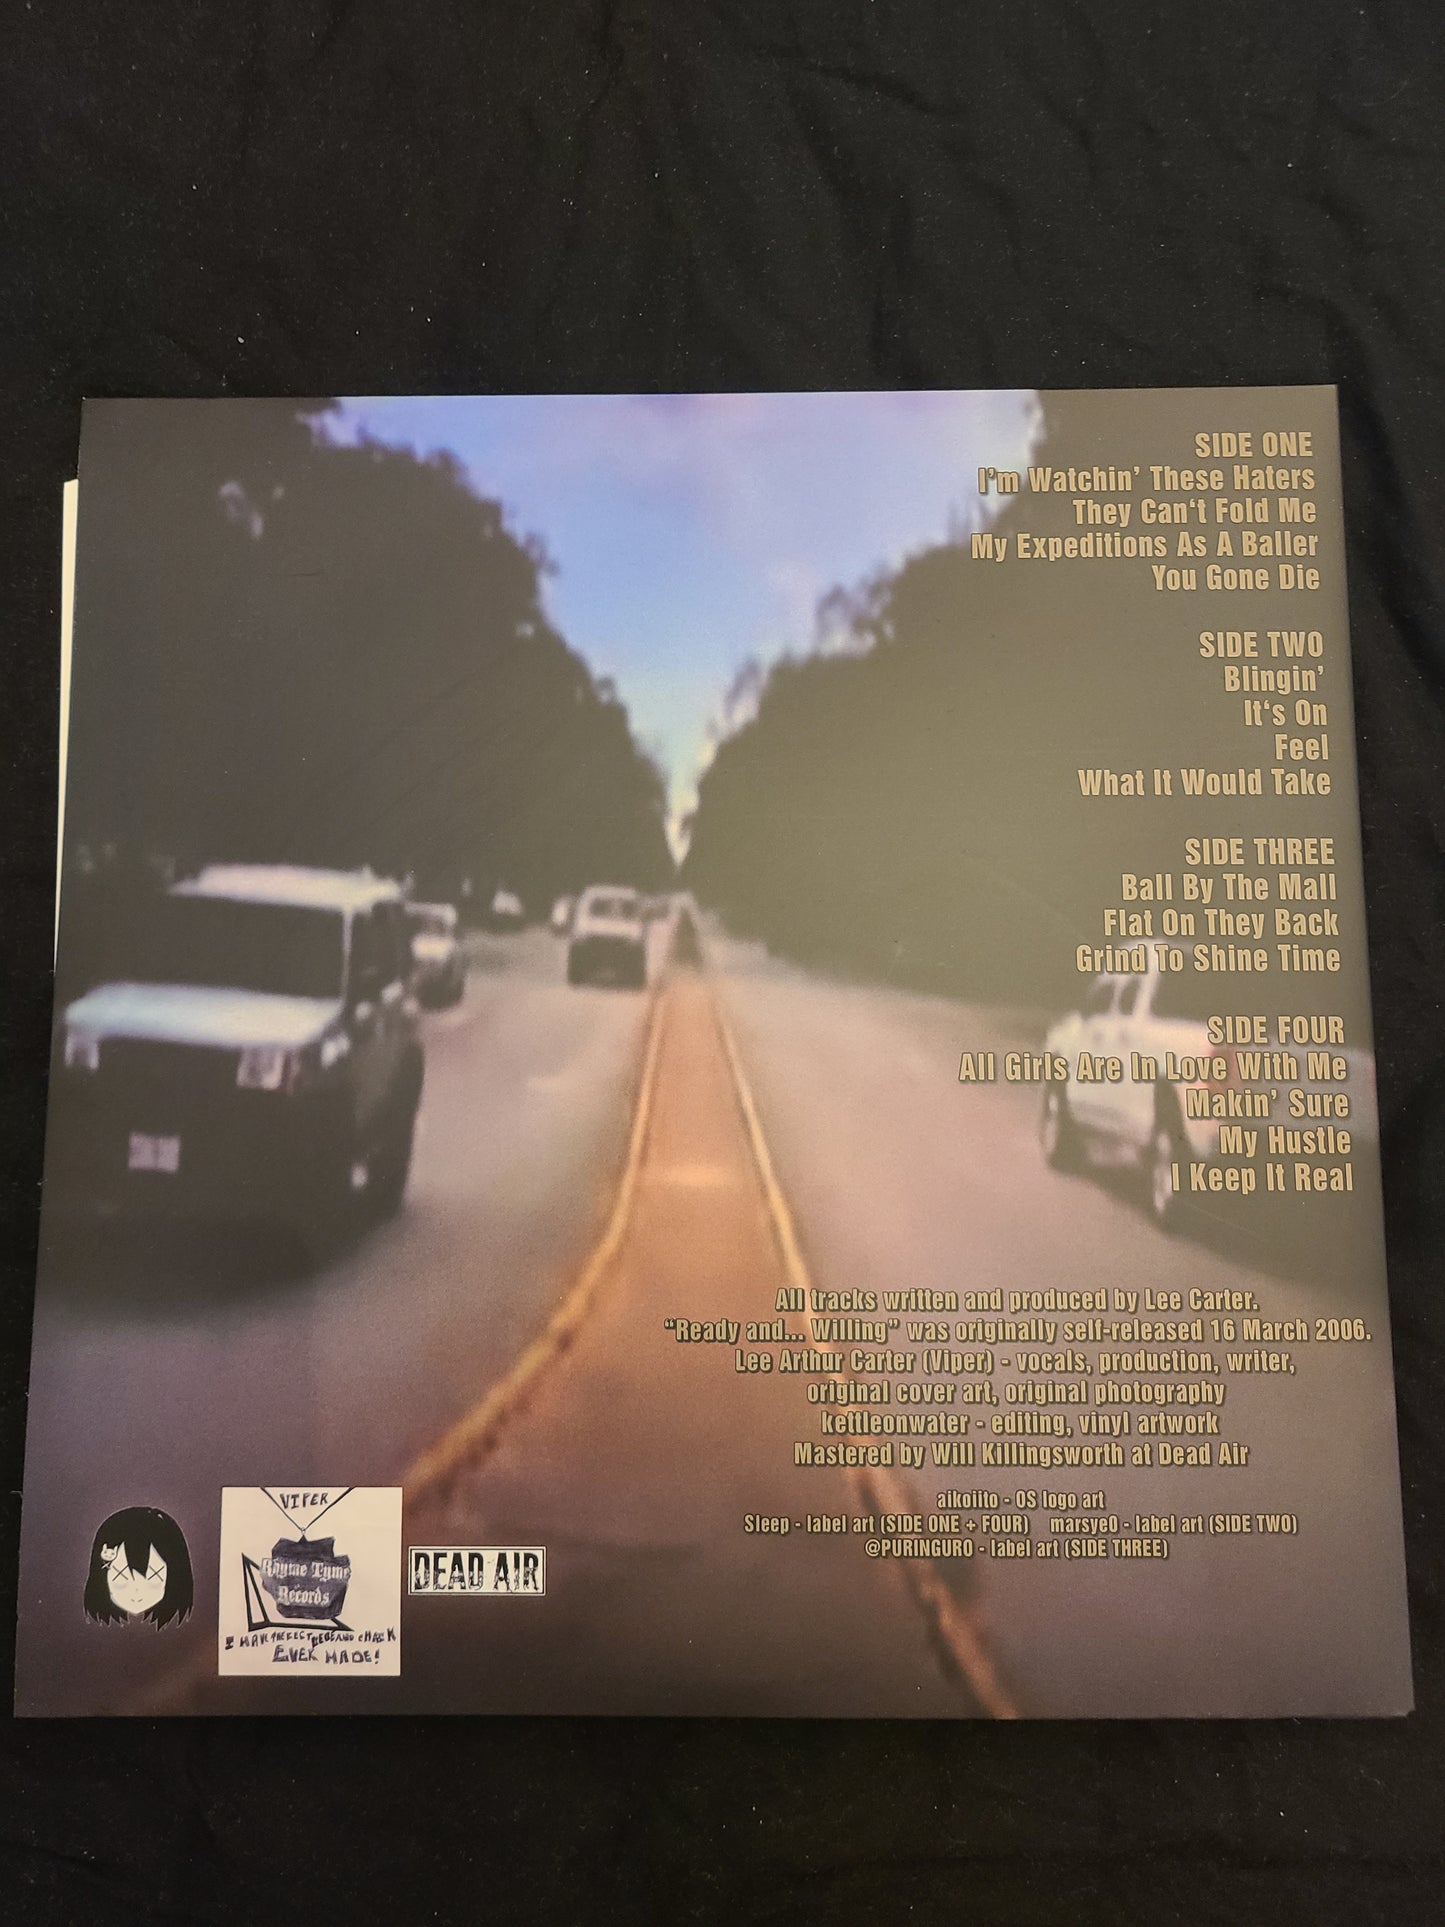 SIDE ONE
I'm Watchin' These Haters
They Can‘t Fold Me
My Expeditions As A Baller
You Gone Die
SIDE TWO
Blingin'
It‘s On
Feel
What It Would Take
SIDE THREE
Ball By The Mall
Flat On They Back
Grind To Shine Time
SIDE FOUR
All Girls Are In Love With Me
Makin' Sure
My Hustle
I Keep It Real
All tracks written and produced by Lee Carter.
“Ready and... Willing” was originally self-released 16 March 2006.
Lee Arthur Carter (Viper) - vocals, production, writer,
original cover art, original photography
kettleonwater - editing, vinyl artwork
Mastered by Will Killingsworth at Dead Air
aikoiito - OS logo art
Sleep - label art (SIDE ONE + FOUR) marsye0 - label art (SIDE TWO)
@PURINGURO - label art (SIDE THREE)
VIPER
Rhyme Tyme
Records
I HAVE THE BEST
EVER MADE!
DEAD AIR